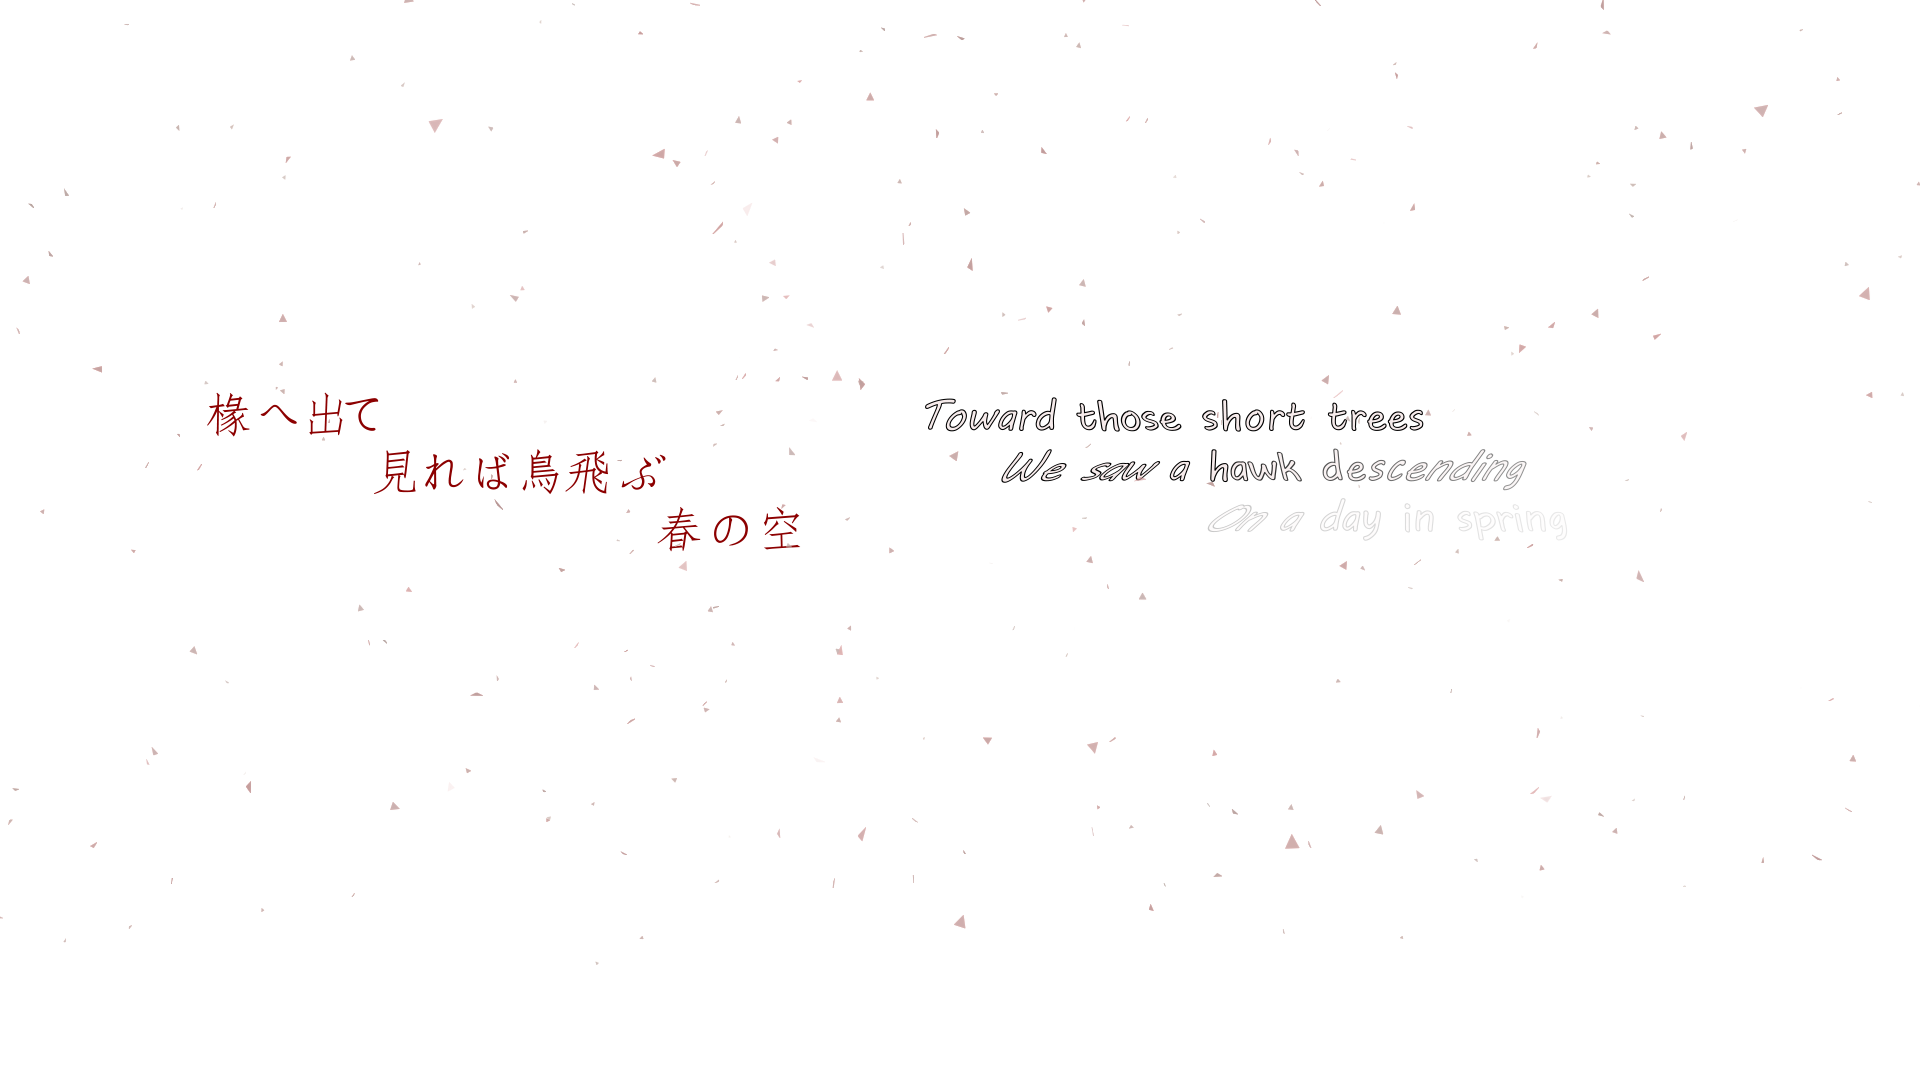 椽へ出て
見れば鳥飛ぶ
春の空
Toward those short trees
We saw a hawk descending
On a day in spring